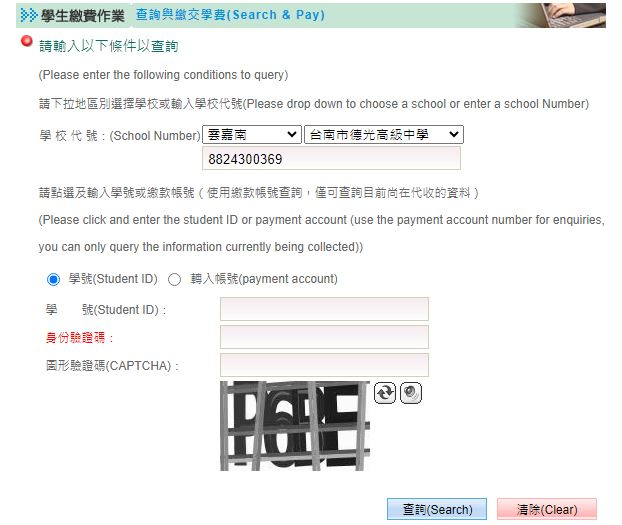 學生繳費作業 查詢與繳交學費(Search & Pay)
請輸入以下條件以查詢
(Please enter the following conditions to query)
請下拉地區別選擇學校或輸入學校代號(Please drop down to choose a school or enter a school Number)
學 校 代 號：(School Number) 雲嘉南 台南市德光高級中學
8824300369
請點選及輸入學號或繳款帳號（使用繳款帳號查詢，僅可查詢目前尚在代收的資料）
(Please click and enter the student ID or payment account (use the payment account number for enquiries,
you can only query the information currently being collected))
學號(Student ID) 轉入帳號(payment account)
學 號(Student ID)：
身份驗證碼：
圖形驗證碼(CAPTCHA)：
查詢(Search) 清除(Clear)